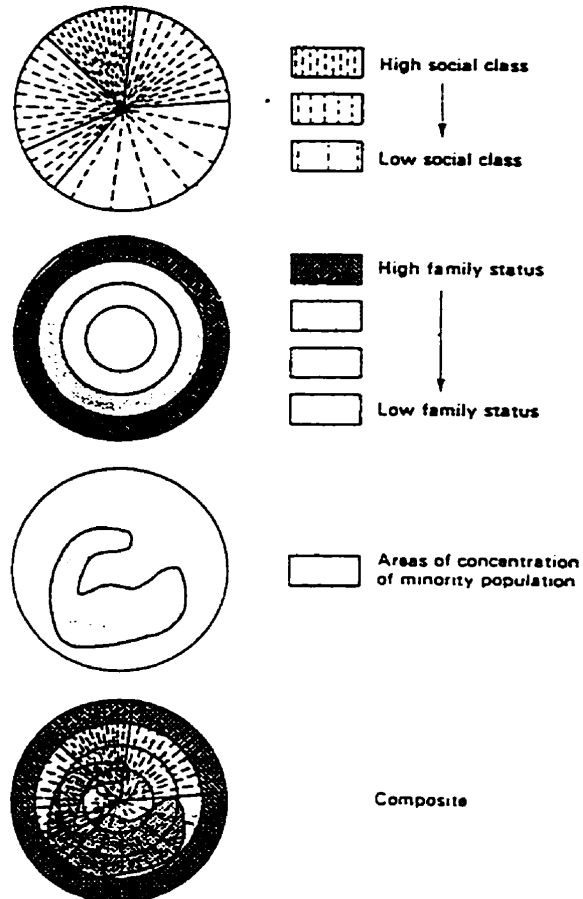 High social class
Low social class
High family status
Low family status
Areas of concentration
of minority population
Composite